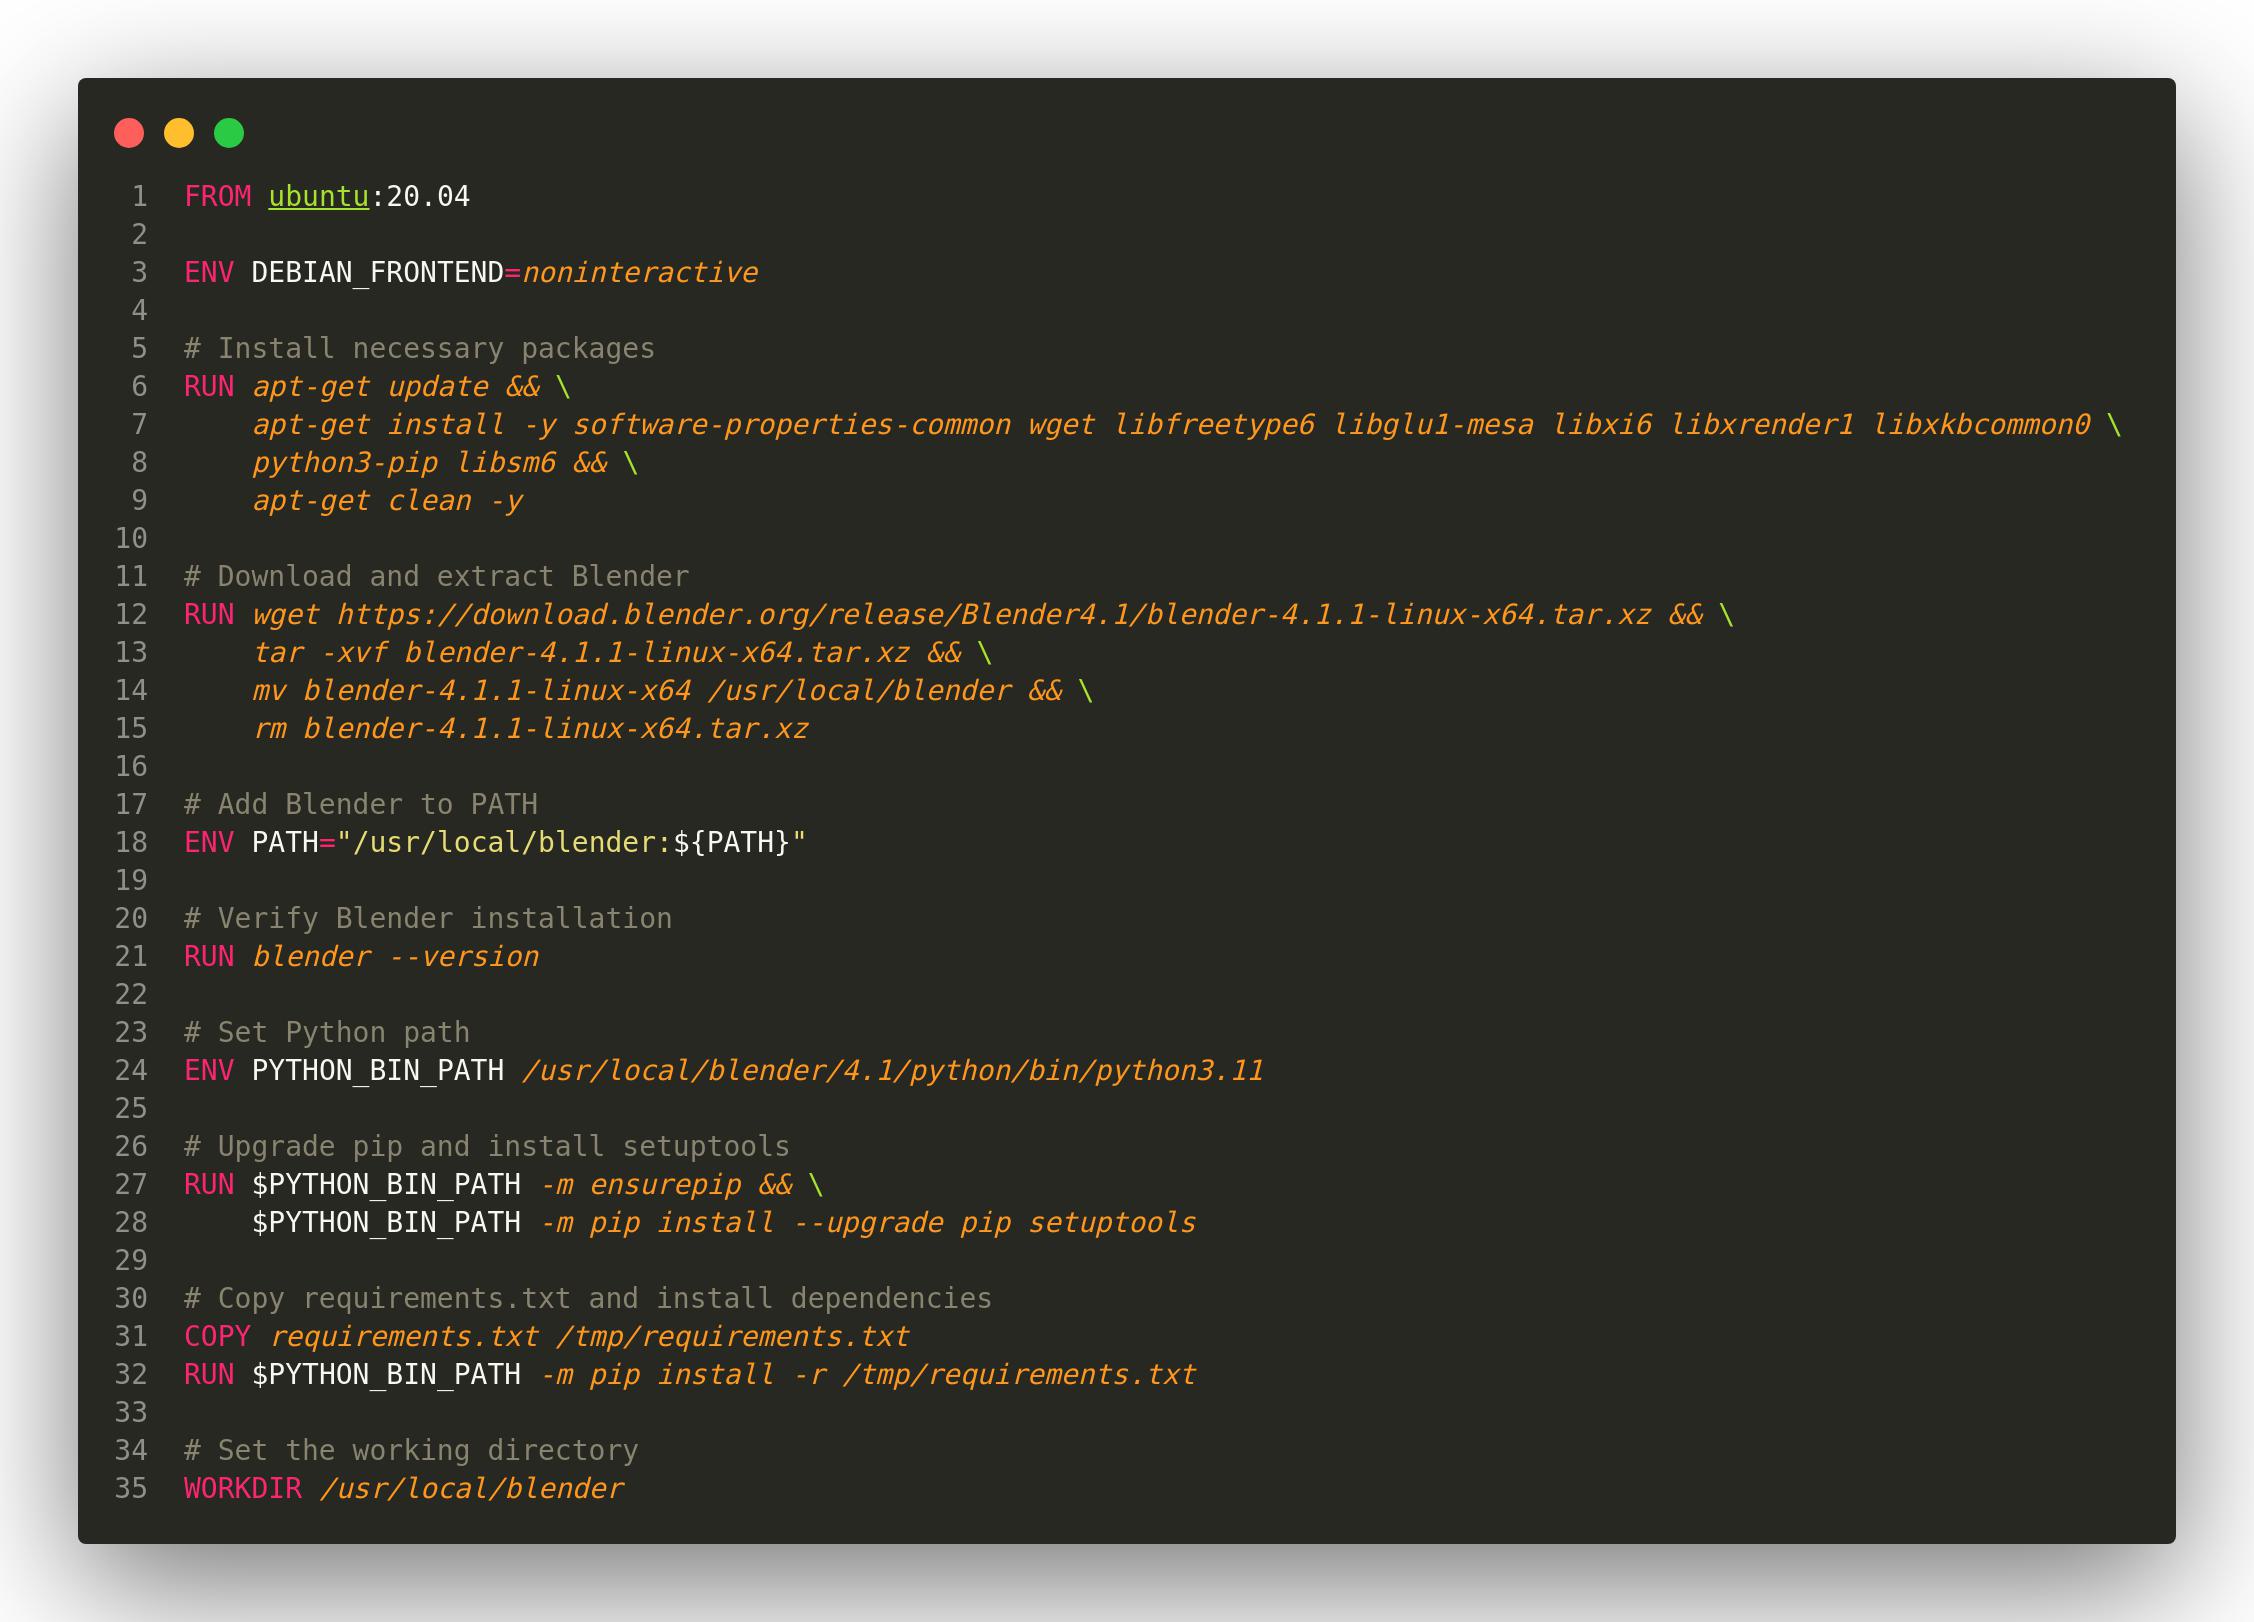 1 FROM ubuntu:20.04
2
3 ENV DEBIAN_FRONTEND=noninteractive
4
5 # Install necessary packages
6 RUN apt-get update && \
7     apt-get install -y software-properties-common wget libfreetype6 libglu1-mesa libxi6 libxrender1 libxkbcommon0 \
8     python3-pip libsm6 && \
9     apt-get clean -y
10
11 # Download and extract Blender
12 RUN wget https://download.blender.org/release/Blender4.1/blender-4.1.1-linux-x64.tar.xz && \
13     tar -xvf blender-4.1.1-linux-x64.tar.xz && \
14     mv blender-4.1.1-linux-x64 /usr/local/blender && \
15     rm blender-4.1.1-linux-x64.tar.xz
16
17 # Add Blender to PATH
18 ENV PATH="/usr/local/blender:${PATH}"
19
20 # Verify Blender installation
21 RUN blender --version
22
23 # Set Python path
24 ENV PYTHON_BIN_PATH /usr/local/blender/4.1/python/bin/python3.11
25
26 # Upgrade pip and install setuptools
27 RUN $PYTHON_BIN_PATH -m ensurepip && \
28     $PYTHON_BIN_PATH -m pip install --upgrade pip setuptools
29
30 # Copy requirements.txt and install dependencies
31 COPY requirements.txt /tmp/requirements.txt
32 RUN $PYTHON_BIN_PATH -m pip install -r /tmp/requirements.txt
33
34 # Set the working directory
35 WORKDIR /usr/local/blender